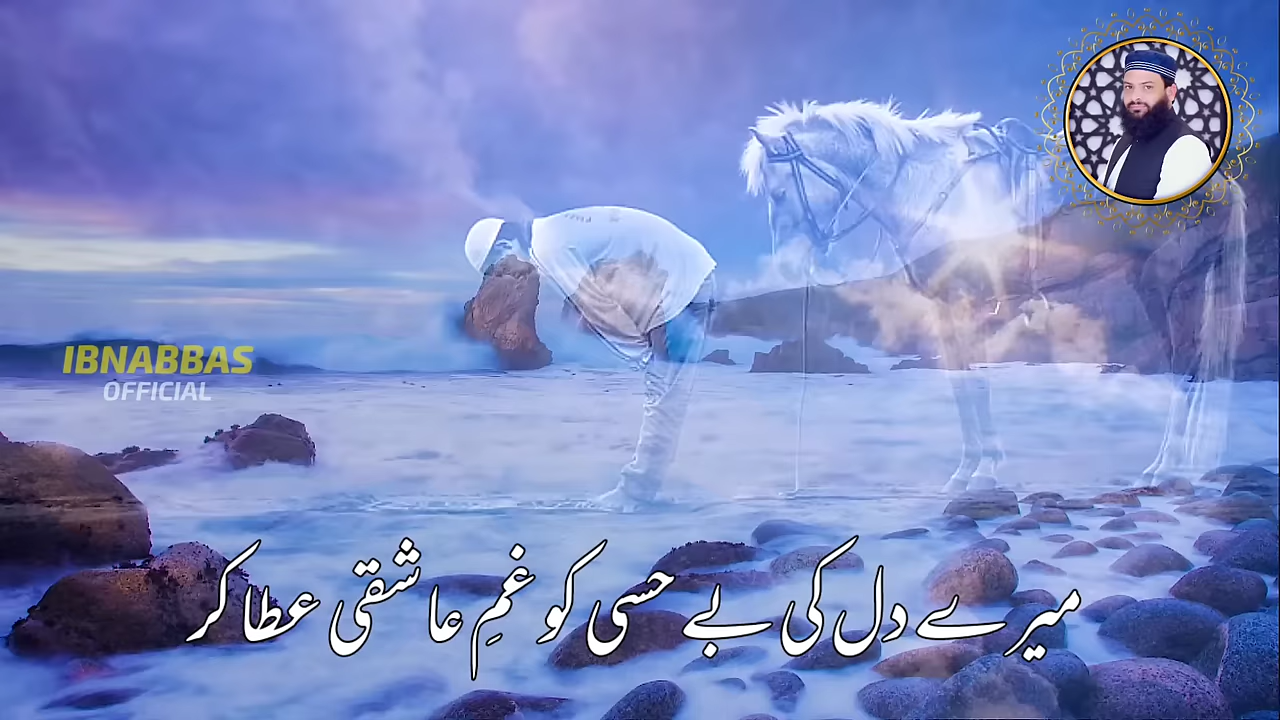 IBNABBAS
OFFICIAL
میرے دل کی بے حسی کو غمِ عاشقی عطا کر